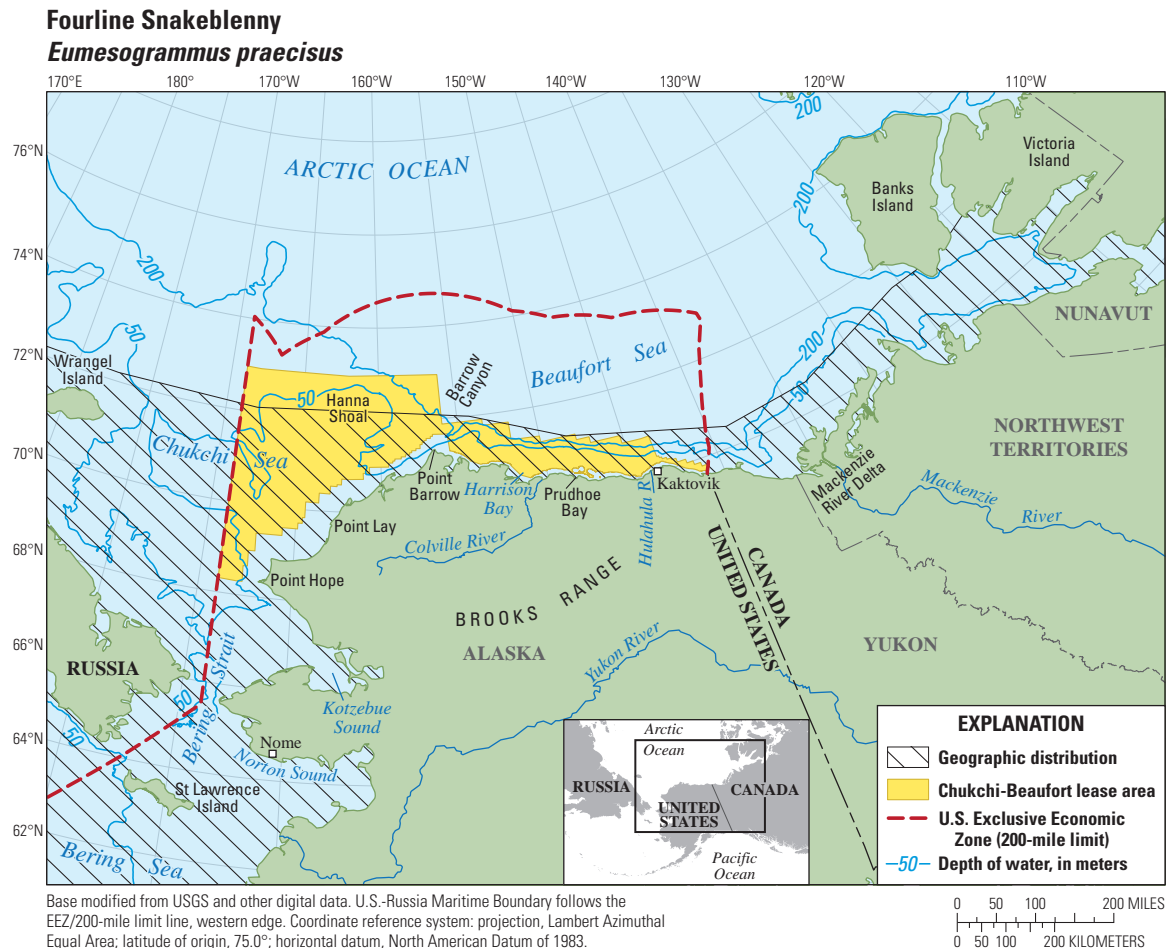 Fourline Snakeblenny
Eumesogrammus praecisus
170°E 180° 170°W 160°W 150°W 140°W 130°W 120°W 110°W
76°N
74°N
72°N
70°N
68°N
66°N
64°N
62°N
ARCTIC OCEAN
200
Banks
Island
Victoria
Island
200
200
50
Wrangel
Island
Chukchi Sea
50
Hanna
Shoal
Barrow
Canyon
Beaufort Sea
200
50
NUNAVUT
NORTHWEST
TERRITORIES
Point
Barrow
Harrison
Bay
Prudhoe
Bay
Hulahula R.
Kaktovik
Mackenzie
River Delta
Mackenzie
River
Point Lay
Colville River
Point Hope
BROOKS RANGE
ALASKA
CANADA
UNITED STATES
YUKON
Yukon River
RUSSIA
50
Bering Strait
Kotzebue
Sound
50
Nome
Norton Sound
St Lawrence
Island
Bering Sea
Arctic
Ocean
RUSSIA
UNITED
STATES
CANADA
Pacific
Ocean
EXPLANATION
Geographic distribution
Chukchi-Beaufort lease area
U.S. Exclusive Economic
Zone (200-mile limit)
50 Depth of water, in meters
Base modified from USGS and other digital data. U.S.-Russia Maritime Boundary follows the
EEZ/200-mile limit line, western edge. Coordinate reference system: projection, Lambert Azimuthal
Equal Area; latitude of origin, 75.0°; horizontal datum, North American Datum of 1983.
0 50 100 200 MILES
0 50 100 200 KILOMETERS